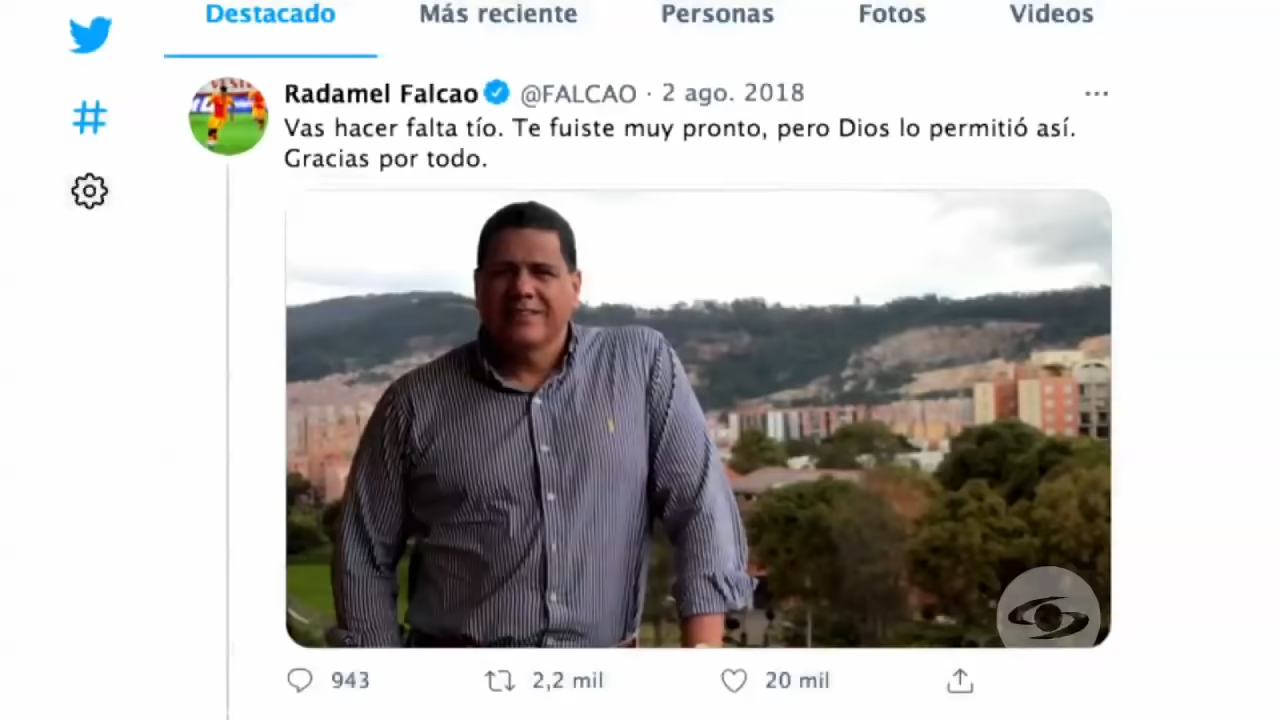 Destacado Más reciente Personas Fotos Videos
Radamel Falcao @FALCAO · 2 ago. 2018 ...
Vas hacer falta tío. Te fuiste muy pronto, pero Dios lo permitió así.
Gracias por todo.
943 2,2 mil 20 mil